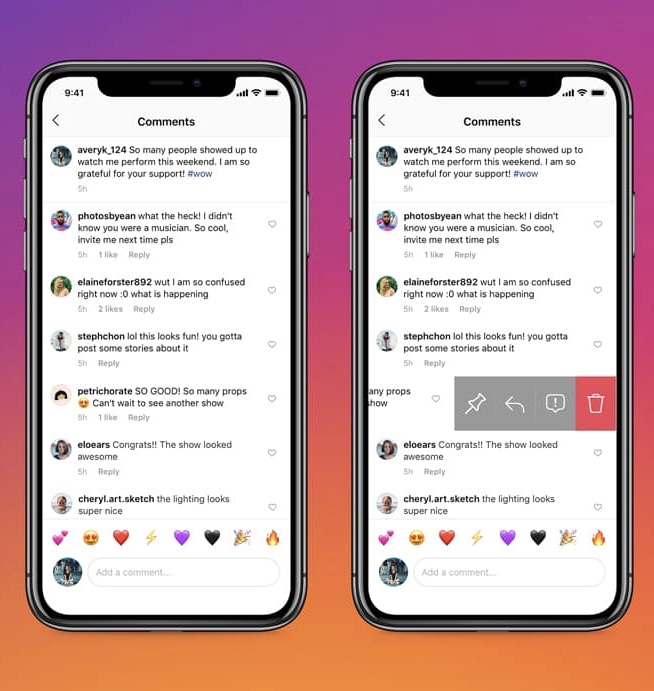 9:41
Comments
averyk_124 So many people showed up to
watch me perform this weekend. I am so
grateful for your support! #wow
5h
photosbyean what the heck! I didn't
know you were a musician. So cool,
invite me next time pls
5h 1 like Reply
elaineforster892 wut I am so confused
right now :0 what is happening
5h 2 likes Reply
stephchon lol this looks fun! you gotta
post some stories about it
5h Reply
petrichorate SO GOOD! So many props
😍 Can't wait to see another show
5h 1 like Reply
eloears Congrats!! The show looked
awesome
5h Reply
cheryl.art.sketch the lighting looks
super nice
Add a comment...
9:41
Comments
averyk_124 So many people showed up to
watch me perform this weekend. I am so
grateful for your support! #wow
5h
photosbyean what the heck! I didn't
know you were a musician. So cool,
invite me next time pls
5h 1 like Reply
elaineforster892 wut I am so confused
right now :0 what is happening
5h 2 likes Reply
stephchon lol this looks fun! you gotta
post some stories about it
5h Reply
any props
show
eloears Congrats!! The show looked
awesome
5h Reply
cheryl.art.sketch the lighting looks
super nice
Add a comment...